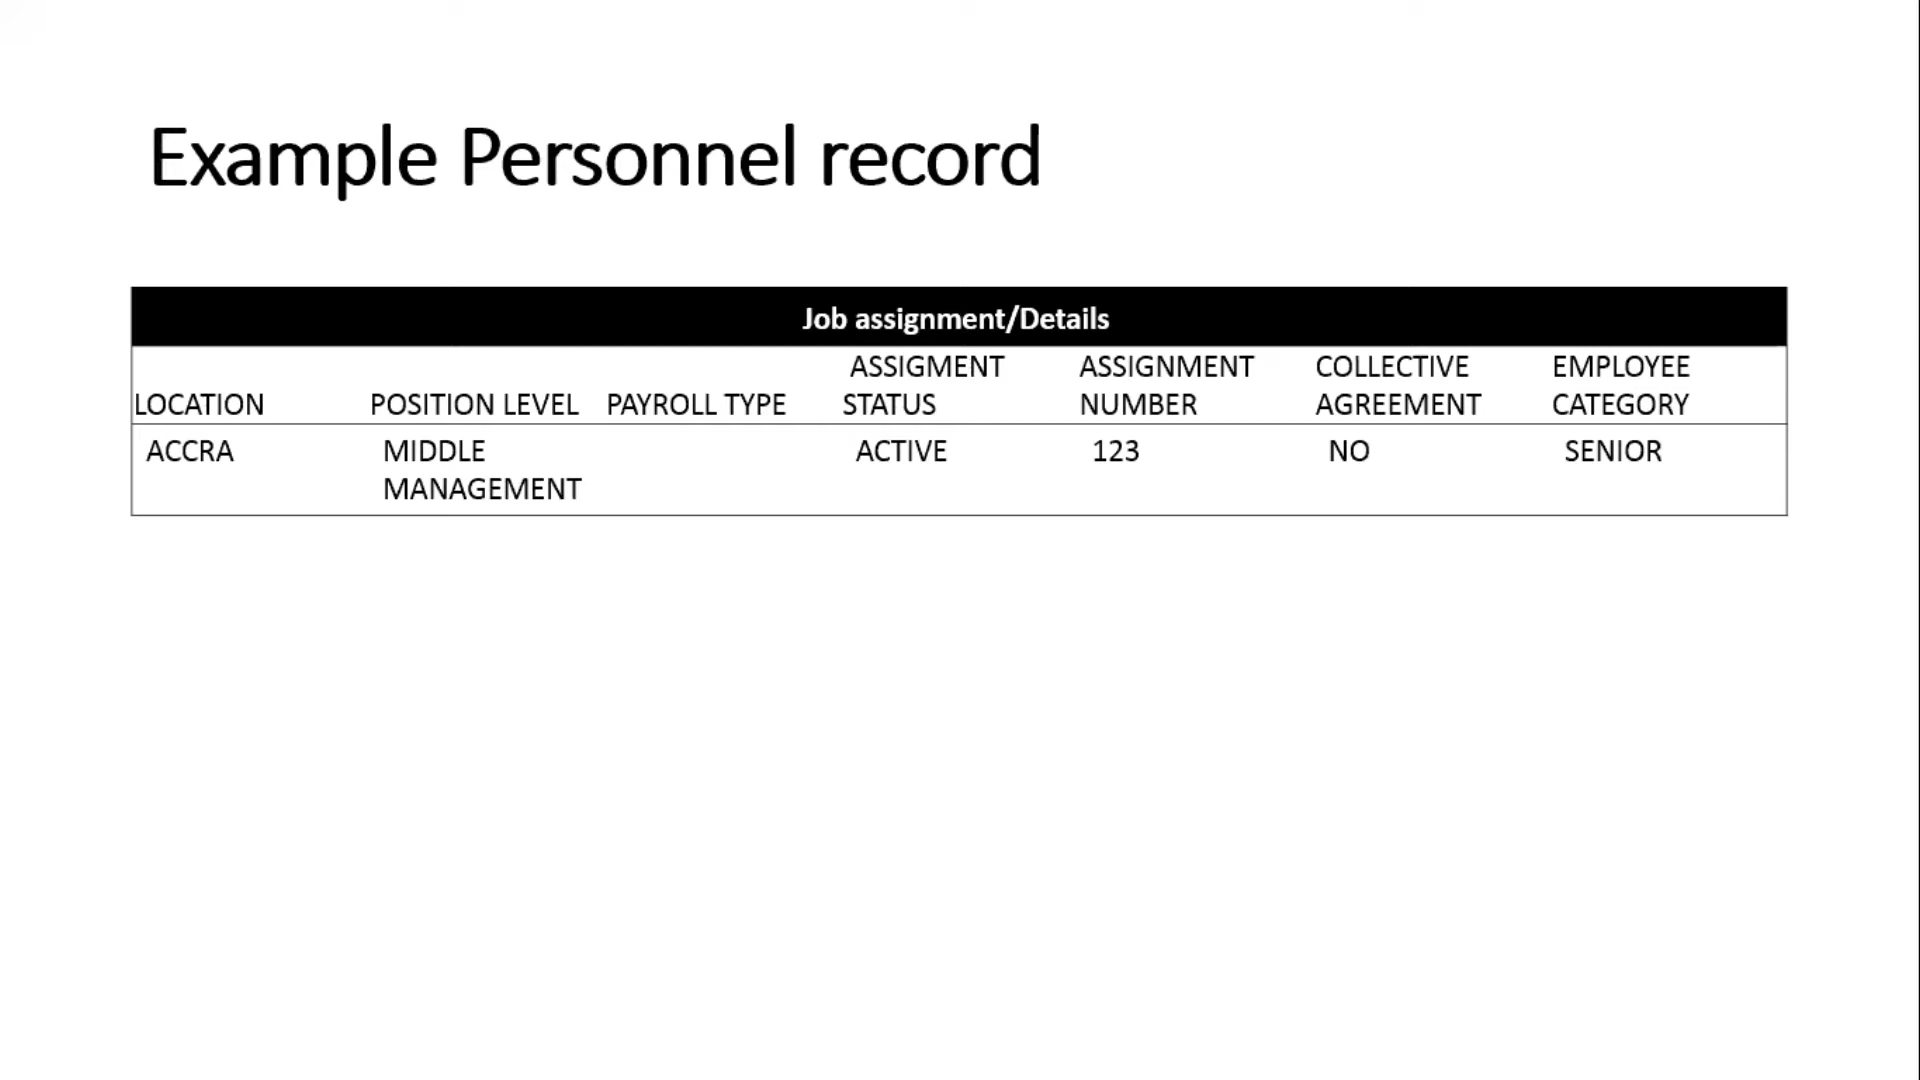 Example Personnel record
Job assignment/Details
LOCATION POSITION LEVEL PAYROLL TYPE ASSIGMENT STATUS ASSIGNMENT NUMBER COLLECTIVE AGREEMENT EMPLOYEE CATEGORY
ACCRA MIDDLE MANAGEMENT ACTIVE 123 NO SENIOR